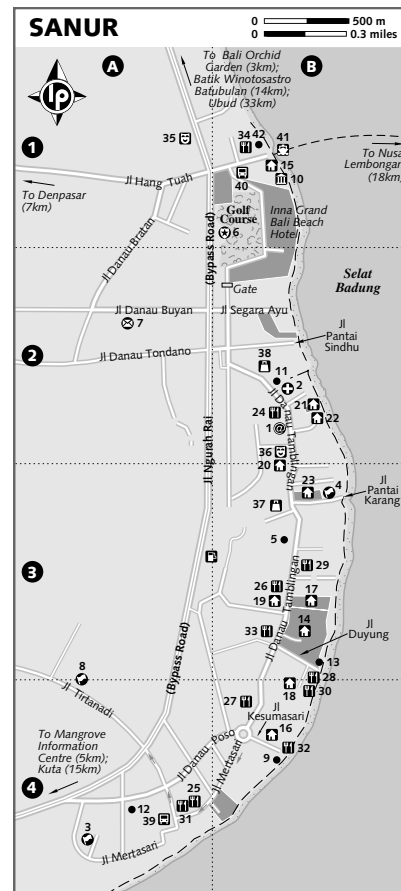 SANUR
0 500 m
0 0.3 miles
A
B
To Bali Orchid
Garden (3km);
Batik Winotosastro
Batubulan (14km);
Ubud (33km)
lp
1
35
34
42
41
To Nusa
Lembongan
(18km)
15
10
40
Jl Hang Tuah
To Denpasar
(7km)
Golf
Course
6
Inna Grand
Bali Beach
Hotel
Jl Danau Bratan
(Bypass Road)
Gate
Selat
Badung
Jl Danau Buyan
7
Jl Segara Ayu
Jl
Pantai
Sindhu
2
Jl Danau Tondano
38
11
2
21
22
24
1 @
Jl Danau Tamblingan
Jl Ngurah Rai
36
20
23
4
Jl
Pantai
Karang
37
5
3
29
26
19
17
14
33
Jl Danau Tamblingan
Jl
Duyung
13
28
30
18
8
Jl Tirtanadi
(Bypass Road)
27
Jl
Kesumasari
16
32
9
To Mangrove
Information
Centre (5km);
Kuta (15km)
Jl Danau Poso
Jl Mertasari
4
25
12
39
31
3
Jl Mertasari